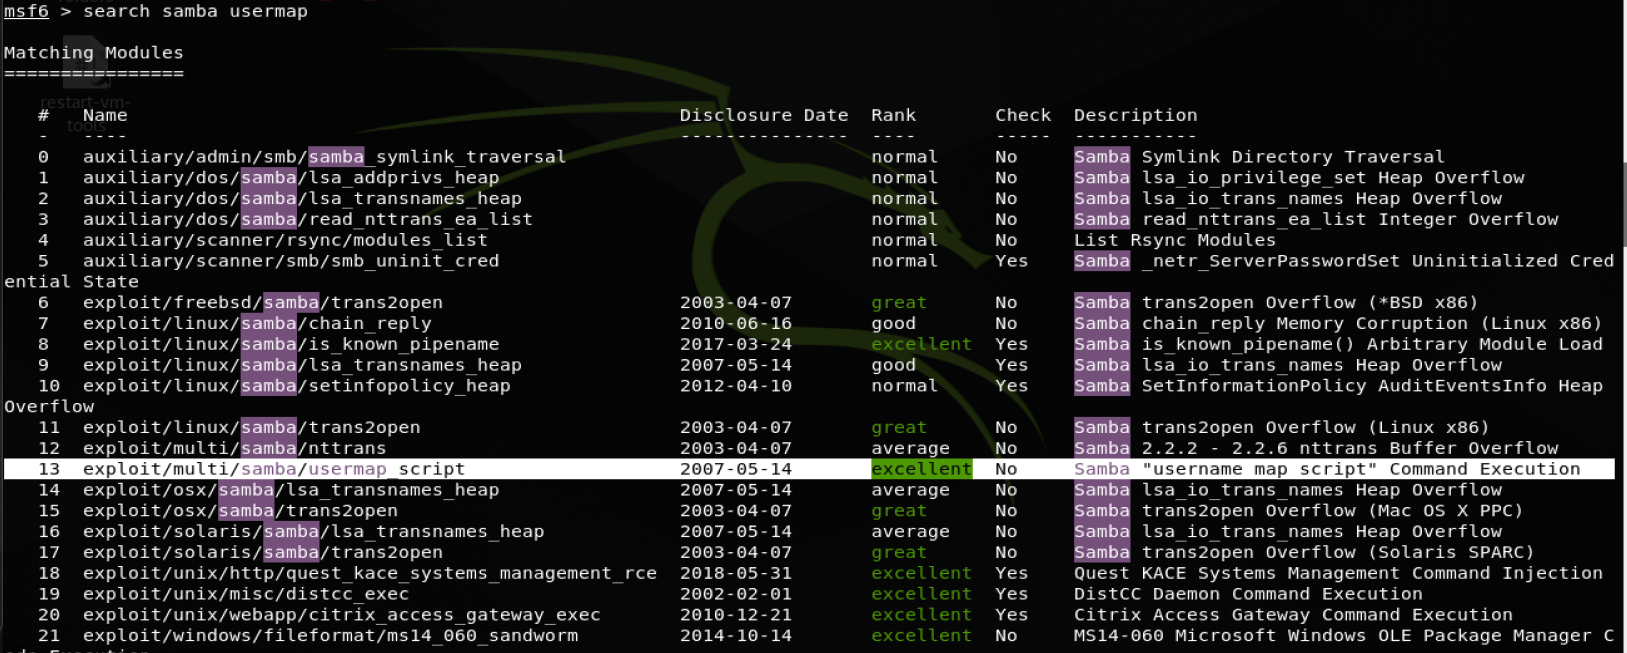 msf6 > search samba usermap
Matching Modules
================
restart-vm-
tools
# Name Disclosure Date Rank Check Description
- ---- --------------- ---- ----- -----------
0 auxiliary/admin/smb/samba_symlink_traversal normal No Samba Symlink Directory Traversal
1 auxiliary/dos/samba/lsa_addprivs_heap normal No Samba lsa_io_privilege_set Heap Overflow
2 auxiliary/dos/samba/lsa_transnames_heap normal No Samba lsa_io_trans_names Heap Overflow
3 auxiliary/dos/samba/read_nttrans_ea_list normal No Samba read_nttrans_ea_list Integer Overflow
4 auxiliary/scanner/rsync/modules_list normal No List Rsync Modules
5 auxiliary/scanner/smb/smb_uninit_cred normal Yes Samba _netr_ServerPasswordSet Uninitialized Cred
ential State
6 exploit/freebsd/samba/trans2open 2003-04-07 great No Samba trans2open Overflow (*BSD x86)
7 exploit/linux/samba/chain_reply 2010-06-16 good No Samba chain_reply Memory Corruption (Linux x86)
8 exploit/linux/samba/is_known_pipename 2017-03-24 excellent Yes Samba is_known_pipename() Arbitrary Module Load
9 exploit/linux/samba/lsa_transnames_heap 2007-05-14 good Yes Samba lsa_io_trans_names Heap Overflow
10 exploit/linux/samba/setinfopolicy_heap 2012-04-10 normal Yes Samba SetInformationPolicy AuditEventsInfo Heap
Overflow
11 exploit/linux/samba/trans2open 2003-04-07 great No Samba trans2open Overflow (Linux x86)
12 exploit/multi/samba/nttrans 2003-04-07 average No Samba 2.2.2 - 2.2.6 nttrans Buffer Overflow
13 exploit/multi/samba/usermap_script 2007-05-14 excellent No Samba "username map script" Command Execution
14 exploit/osx/samba/lsa_transnames_heap 2007-05-14 average No Samba lsa_io_trans_names Heap Overflow
15 exploit/osx/samba/trans2open 2003-04-07 great No Samba trans2open Overflow (Mac OS X PPC)
16 exploit/solaris/samba/lsa_transnames_heap 2007-05-14 average No Samba lsa_io_trans_names Heap Overflow
17 exploit/solaris/samba/trans2open 2003-04-07 great No Samba trans2open Overflow (Solaris SPARC)
18 exploit/unix/http/quest_kace_systems_management_rce 2018-05-31 excellent Yes Quest KACE Systems Management Command Injection
19 exploit/unix/misc/distcc_exec 2002-02-01 excellent Yes DistCC Daemon Command Execution
20 exploit/unix/webapp/citrix_access_gateway_exec 2010-12-21 excellent Yes Citrix Access Gateway Command Execution
21 exploit/windows/fileformat/ms14_060_sandworm 2014-10-14 excellent No MS14-060 Microsoft Windows OLE Package Manager C